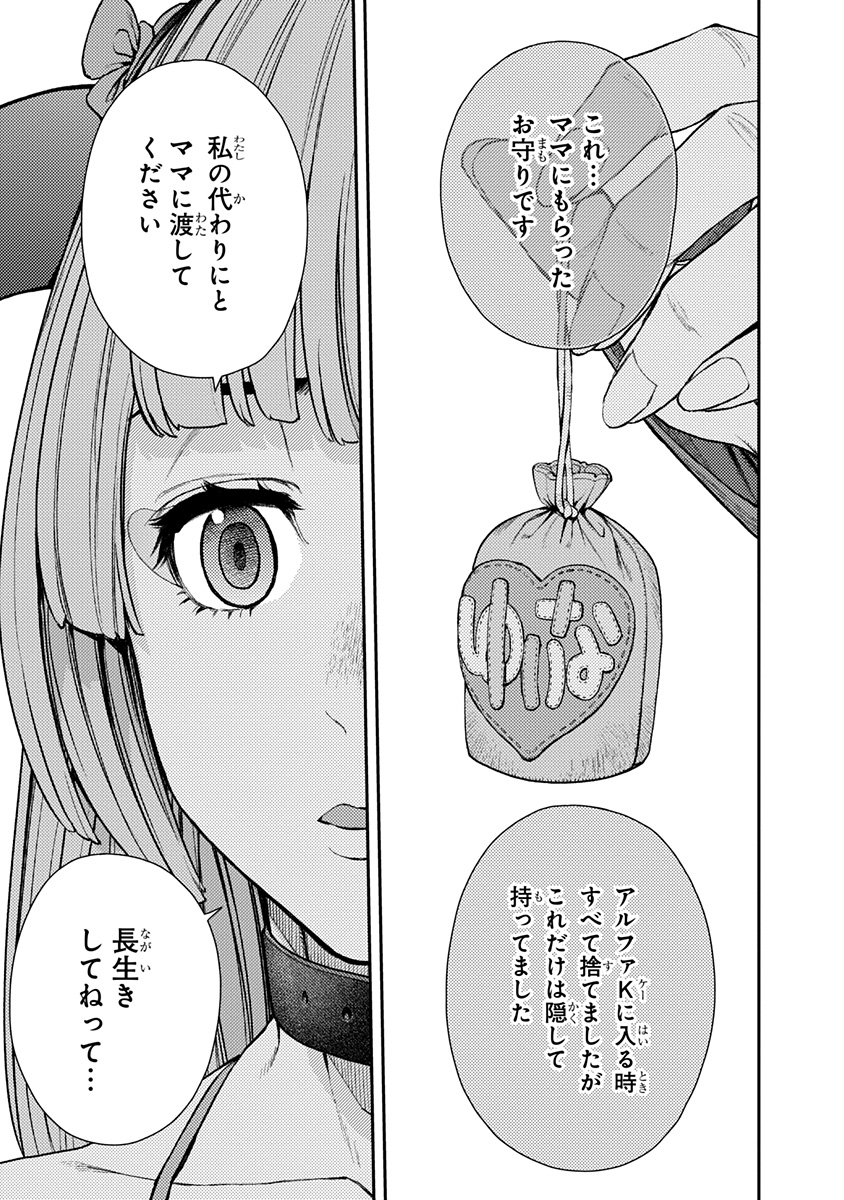 これ…
ママにもらった
お守りです
ゆいな
アルファKに入る時
すべて捨てましたが
これだけは隠して
持ってました
私の代わりにと
ママに渡して
ください
長生き
してねって…